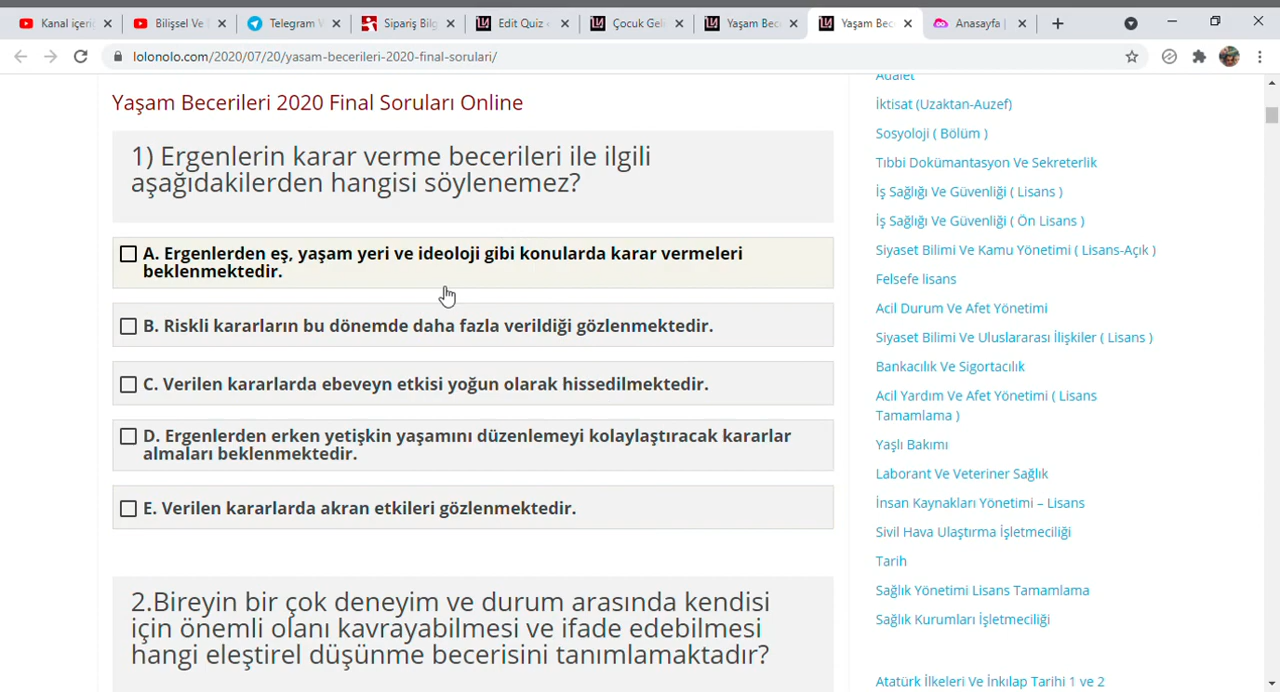 Kanal içeric
Bilişsel Ve
Telegram W
Sipariş Bilg
Edit Quiz ‹
Çocuk Geli
Yaşam Bec
Yaşam Bec
Anasayfa |
lolonolo.com/2020/07/20/yasam-becerileri-2020-final-sorulari/
Yaşam Becerileri 2020 Final Soruları Online
1) Ergenlerin karar verme becerileri ile ilgili
aşağıdakilerden hangisi söylenemez?
A. Ergenlerden eş, yaşam yeri ve ideoloji gibi konularda karar vermeleri
beklenmektedir.
B. Riskli kararların bu dönemde daha fazla verildiği gözlenmektedir.
C. Verilen kararlarda ebeveyn etkisi yoğun olarak hissedilmektedir.
D. Ergenlerden erken yetişkin yaşamını düzenlemeyi kolaylaştıracak kararlar
almaları beklenmektedir.
E. Verilen kararlarda akran etkileri gözlenmektedir.
2.Bireyin bir çok deneyim ve durum arasında kendisi
için önemli olanı kavrayabilmesi ve ifade edebilmesi
hangi eleştirel düşünme becerisini tanımlamaktadır?
Adalet
İktisat (Uzaktan-Auzef)
Sosyoloji ( Bölüm )
Tıbbi Dokümantasyon Ve Sekreterlik
İş Sağlığı Ve Güvenliği ( Lisans )
İş Sağlığı Ve Güvenliği ( Ön Lisans )
Siyaset Bilimi Ve Kamu Yönetimi ( Lisans-Açık )
Felsefe lisans
Acil Durum Ve Afet Yönetimi
Siyaset Bilimi Ve Uluslararası İlişkiler ( Lisans )
Bankacılık Ve Sigortacılık
Acil Yardım Ve Afet Yönetimi ( Lisans
Tamamlama )
Yaşlı Bakımı
Laborant Ve Veteriner Sağlık
İnsan Kaynakları Yönetimi – Lisans
Sivil Hava Ulaştırma İşletmeciliği
Tarih
Sağlık Yönetimi Lisans Tamamlama
Sağlık Kurumları İşletmeciliği
Atatürk İlkeleri Ve İnkılap Tarihi 1 ve 2